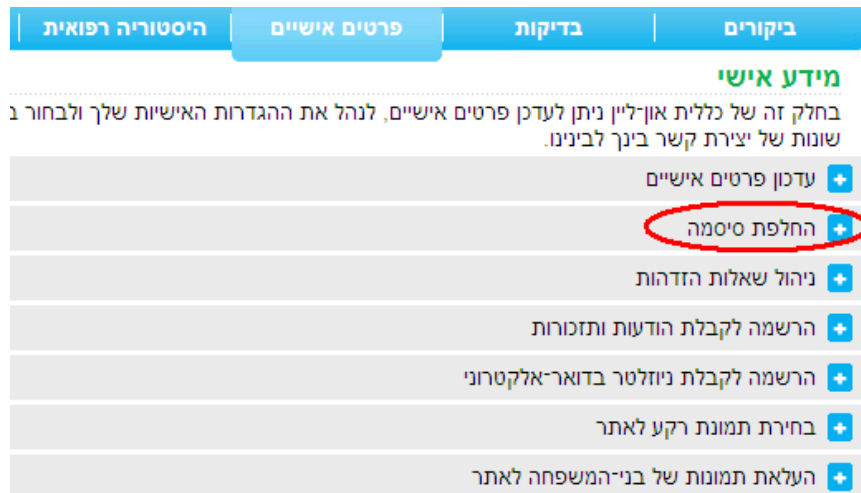 ביקורים בדיקות פרטים אישיים היסטוריה רפואית
מידע אישי
בחלק זה של כללית און-ליין ניתן לעדכן פרטים אישיים, לנהל את ההגדרות האישיות שלך ולבחור
שונות של יצירת קשר בינך לבינינו.
עדכון פרטים אישיים
החלפת סיסמה
ניהול שאלות הזדהות
הרשמה לקבלת הודעות ותזכורות
הרשמה לקבלת ניוזלטר בדואר-אלקטרוני
בחירת תמונת רקע לאתר
העלאת תמונות של בני-המשפחה לאתר